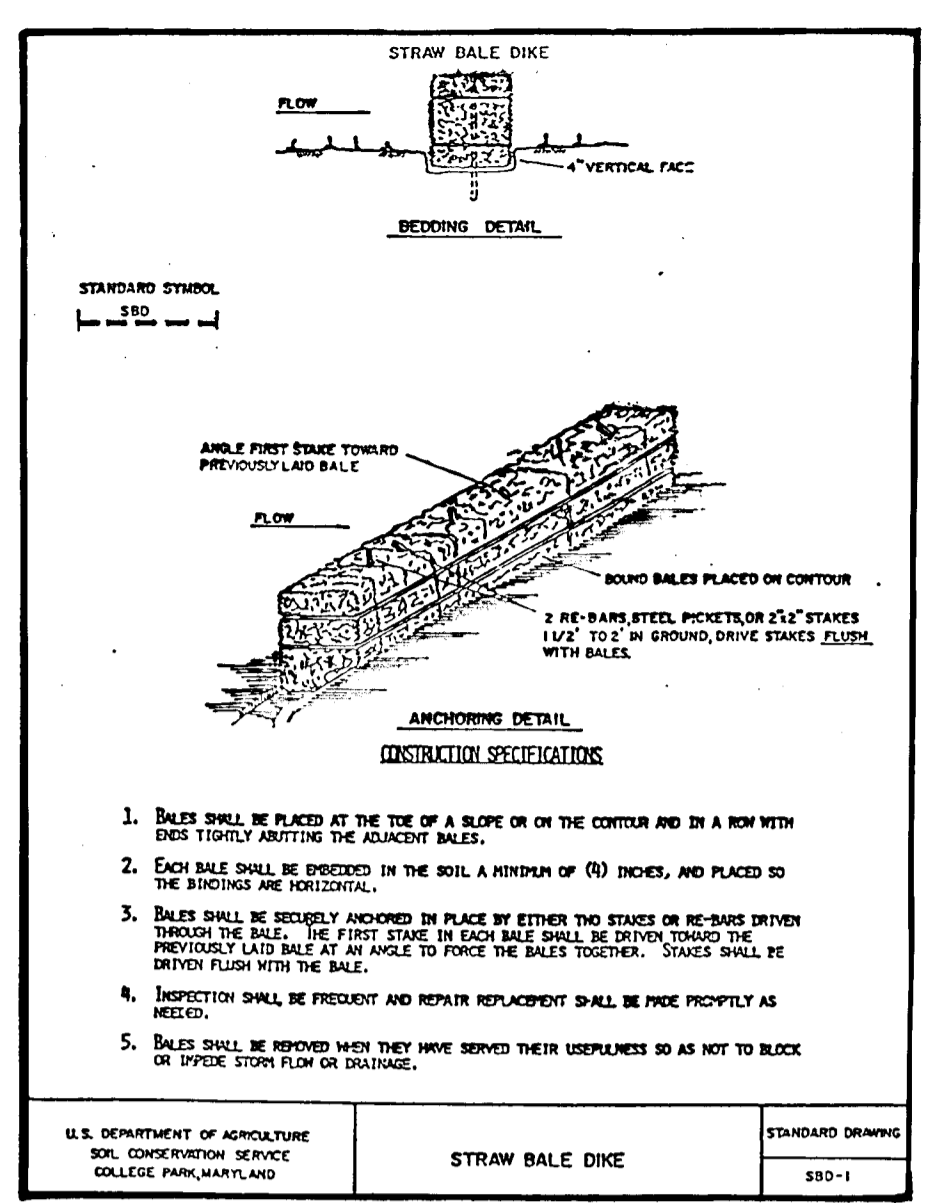 STRAW BALE DIKE
FLOW
4" VERTICAL FACE
BEDDING DETAIL
STANDARD SYMBOL
SBD
ANGLE FIRST STAKE TOWARD
PREVIOUSLY LAID BALE
FLOW
BOUND BALES PLACED ON CONTOUR
2 RE-BARS, STEEL PICKETS, OR 2"x2" STAKES
1 1/2' TO 2' IN GROUND, DRIVE STAKES FLUSH
WITH BALES.
ANCHORING DETAIL
CONSTRUCTION SPECIFICATIONS
1. BALES SHALL BE PLACED AT THE TOE OF A SLOPE OR ON THE CONTOUR AND IN A ROW WITH
ENDS TIGHTLY ABUTTING THE ADJACENT BALES.
2. EACH BALE SHALL BE EMBEDDED IN THE SOIL A MINIMUM OF (4) INCHES, AND PLACED SO
THE BINDINGS ARE HORIZONTAL.
3. BALES SHALL BE SECURELY ANCHORED IN PLACE BY EITHER TWO STAKES OR RE-BARS DRIVEN
THROUGH THE BALE. THE FIRST STAKE IN EACH BALE SHALL BE DRIVEN TOWARD THE
PREVIOUSLY LAID BALE AT AN ANGLE TO FORCE THE BALES TOGETHER. STAKES SHALL BE
DRIVEN FLUSH WITH THE BALE.
4. INSPECTION SHALL BE FREQUENT AND REPAIR REPLACEMENT SHALL BE MADE PROMPTLY AS
NEEDED.
5. BALES SHALL BE REMOVED WHEN THEY HAVE SERVED THEIR USEFULNESS SO AS NOT TO BLOCK
OR IMPEDE STORM FLOW OR DRAINAGE.
U.S. DEPARTMENT OF AGRICULTURE
SOIL CONSERVATION SERVICE
COLLEGE PARK, MARYLAND
STRAW BALE DIKE
STANDARD DRAWING
SBD-1